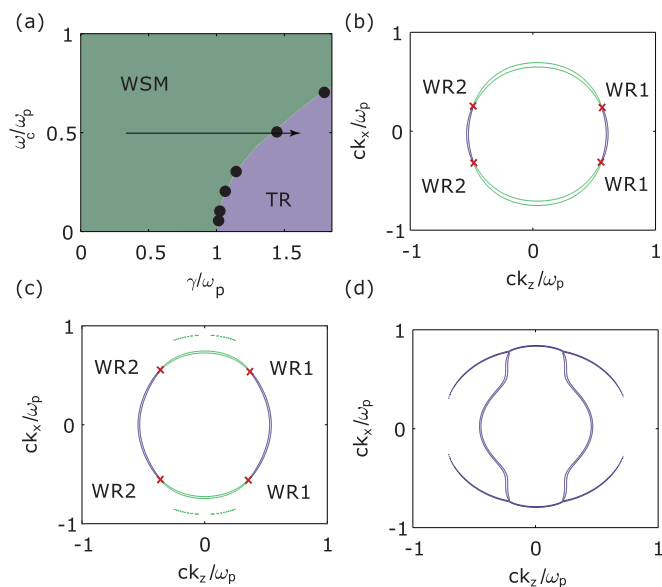 (a)
1
WSM
ω_c/ω_p
0.5
TR
0
0 0.5 1 1.5
γ/ω_p
(b)
1
WR2 WR1
ck_x/ω_p
0
WR2 WR1
-1
-1 0 1
ck_z/ω_p
(c)
1
WR2 WR1
ck_x/ω_p
0
WR2 WR1
-1
-1 0 1
ck_z/ω_p
(d)
1
ck_x/ω_p
0
-1
-1 0 1
ck_z/ω_p